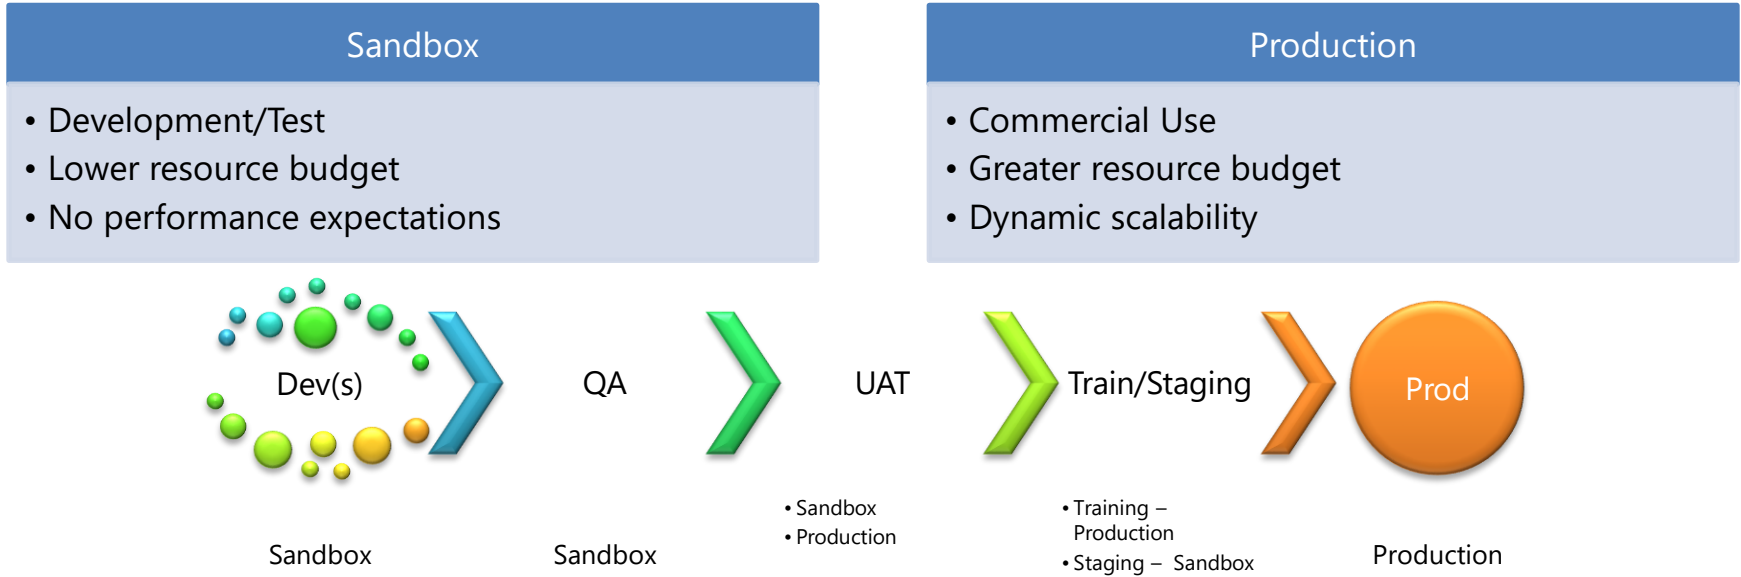 Sandbox
• Development/Test
• Lower resource budget
• No performance expectations
Production
• Commercial Use
• Greater resource budget
• Dynamic scalability
Dev(s)
QA
UAT
Train/Staging
Prod
Sandbox
Sandbox
• Sandbox
• Production
• Training –
Production
• Staging – Sandbox
Production